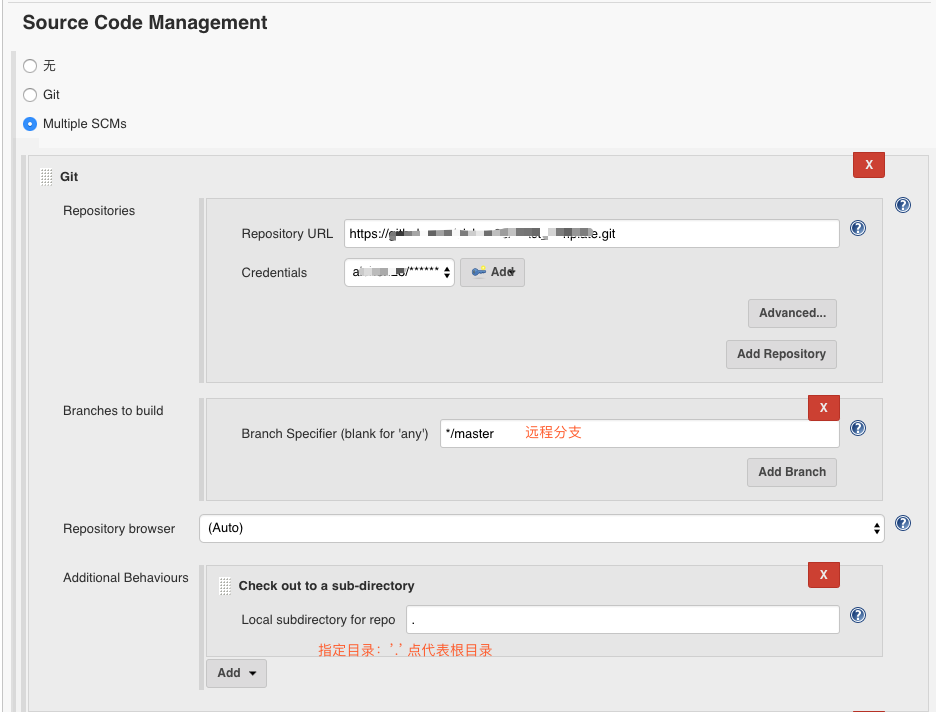 Source Code Management
无
Git
Multiple SCMs
X
Git
Repositories
Repository URL https:// .git
Credentials /****** Add
Advanced...
Add Repository
Branches to build
X
Branch Specifier (blank for 'any') */master 远程分支
Add Branch
Repository browser (Auto)
Additional Behaviours
X
Check out to a sub-directory
Local subdirectory for repo .
指定目录：'.' 点代表根目录
Add